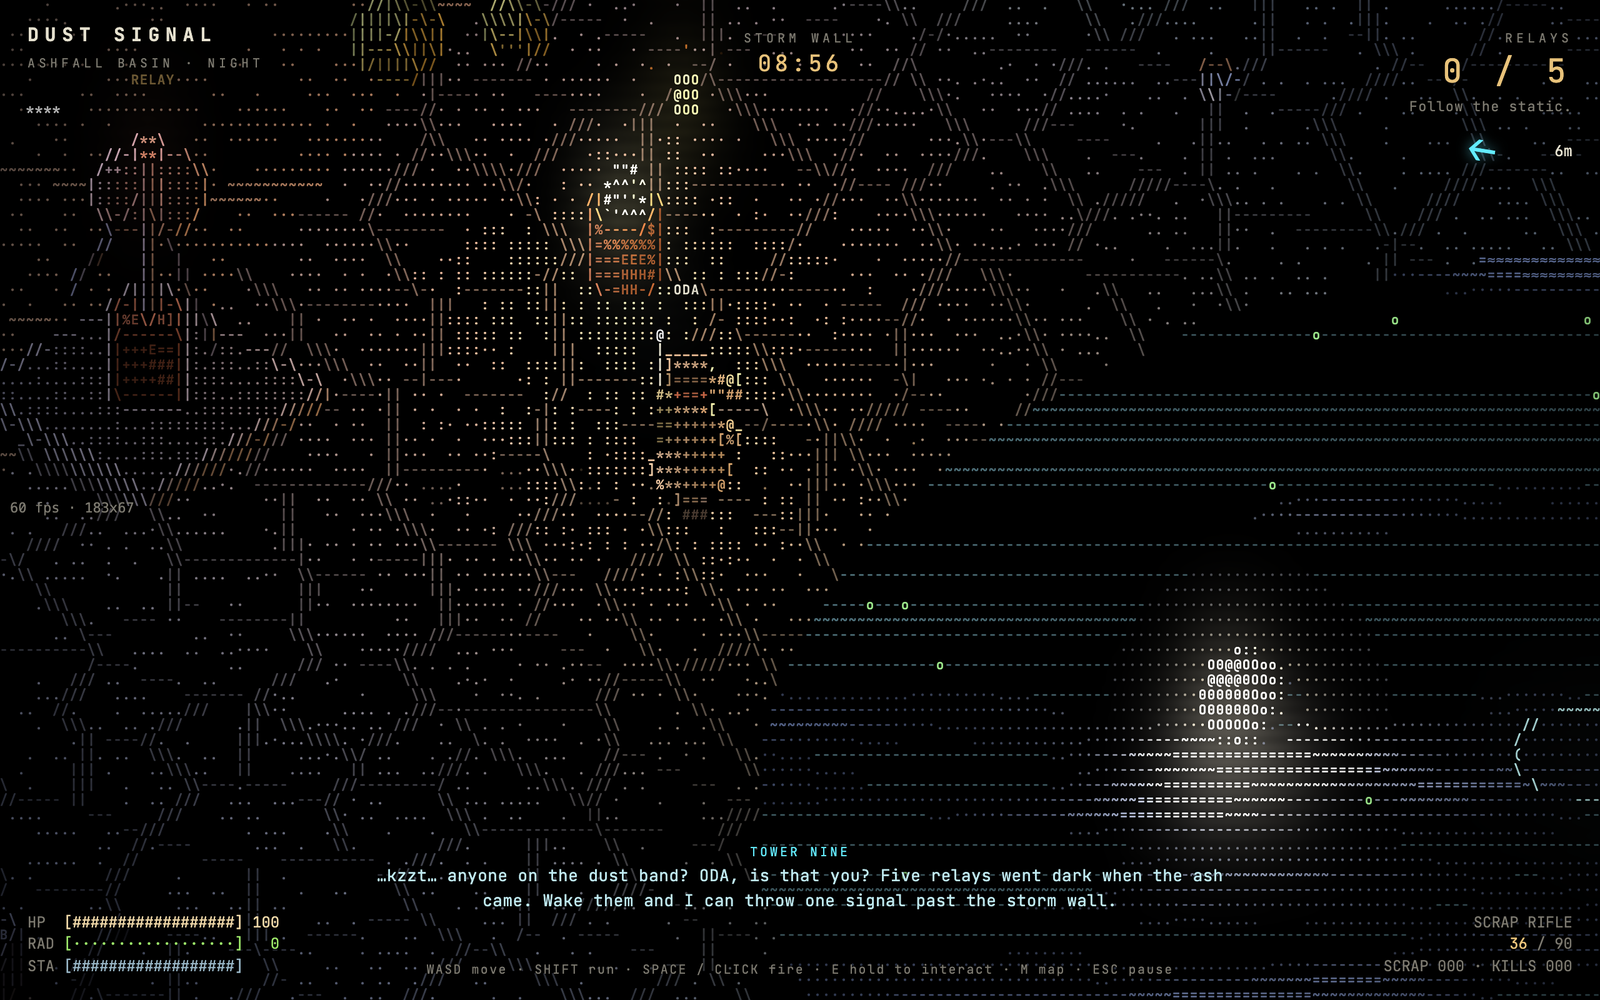 DUST SIGNAL
ASHFALL BASIN · NIGHT
RELAY
STORM WALL
08:56
RELAYS
0 / 5
Follow the static.
6m
ODA
60 fps · 183x67
TOWER NINE
…kzzt… anyone on the dust band? ODA, is that you? Five relays went dark when the ash
came. Wake them and I can throw one signal past the storm wall.
HP [##################] 100
RAD [··················] 0
STA [##################]
WASD move · SHIFT run · SPACE / CLICK fire · E hold to interact · M map · ESC pause
SCRAP RIFLE
36 / 90
SCRAP 000 · KILLS 000